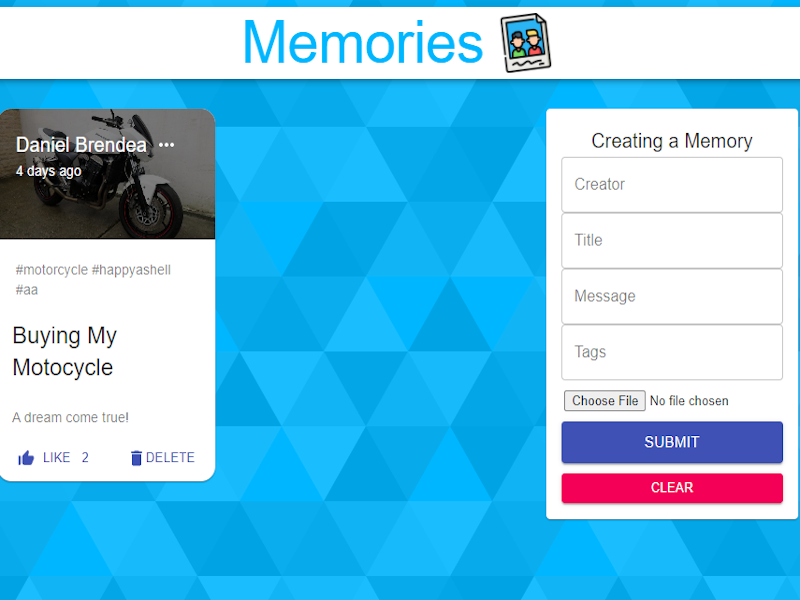 Memories
Daniel Brendea •••
4 days ago
#motorcycle #happyashell
#aa
Buying My
Motocycle
A dream come true!
LIKE 2
DELETE
Creating a Memory
Creator
Title
Message
Tags
Choose File No file chosen
SUBMIT
CLEAR